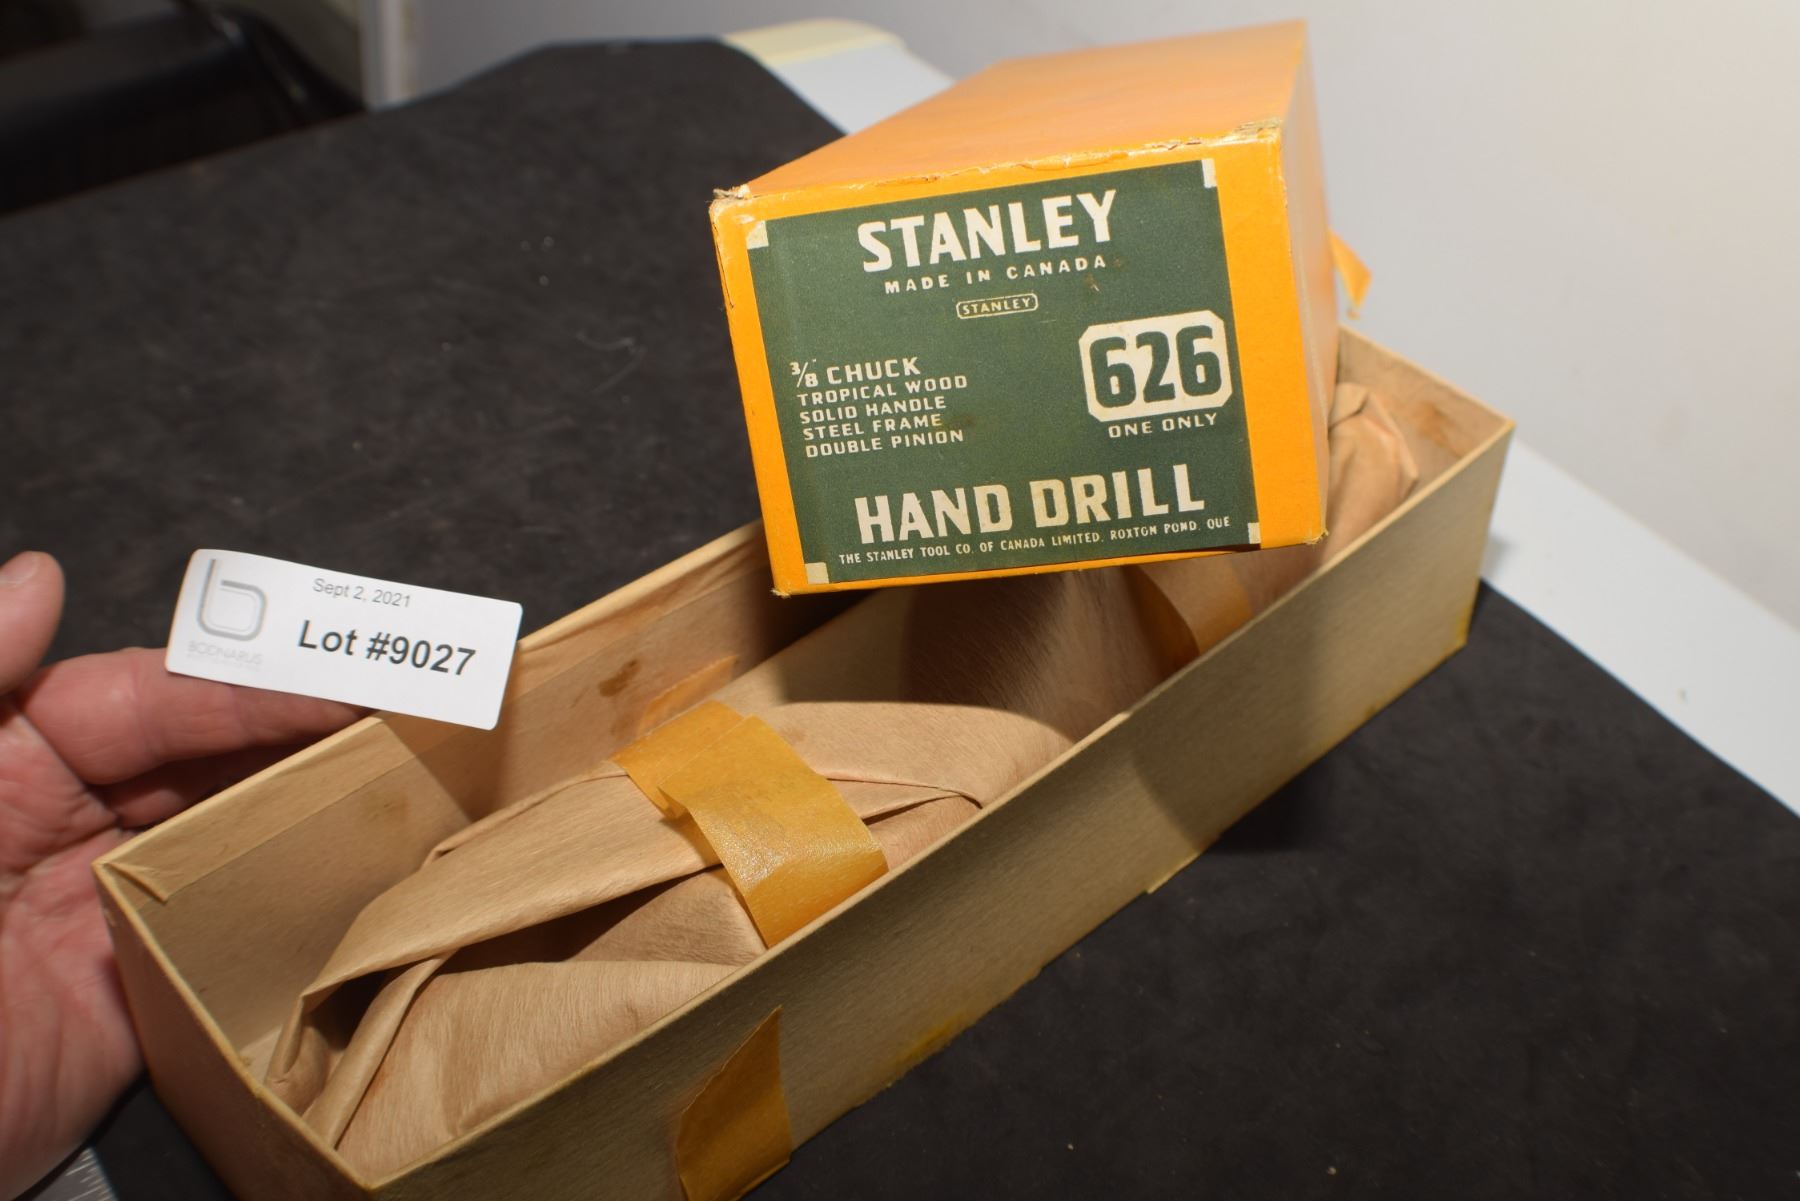 STANLEY
MADE IN CANADA
STANLEY
3/8" CHUCK
TROPICAL WOOD
SOLID HANDLE
STEEL FRAME
DOUBLE PINION
626
ONE ONLY
HAND DRILL
THE STANLEY TOOL CO. OF CANADA LIMITED. ROXTON POND. QUE
Sept 2, 2021
Lot #9027
b
BODNARUS